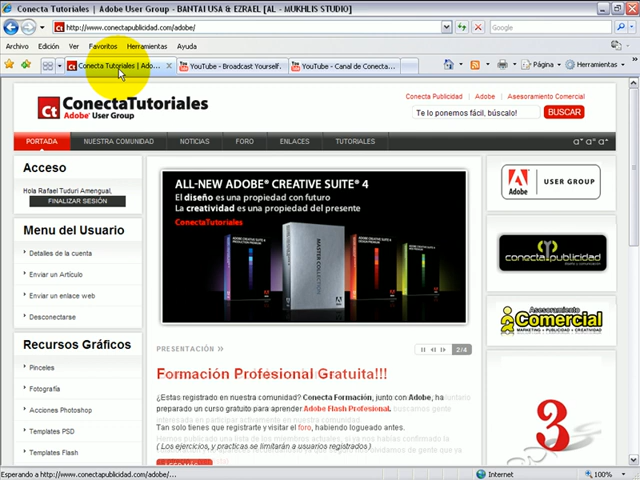 Conecta Tutoriales | Adobe User Group - BANTAI USA & EZRAEL [AL - MUKHLIS STUDIO]
http://www.conectapublicidad.com/adobe/
Google
Archivo Edición Ver Favoritos Herramientas Ayuda
Conecta Tutoriales | Ado...
YouTube - Broadcast Yourself.
YouTube - Canal de Conecta...
Página
Herramientas
Ct ConectaTutoriales
Adobe User Group
Conecta Publicidad | Adobe | Asesoramiento Comercial
Te lo ponemos fácil, búscalo!
BUSCAR
PORTADA NUESTRA COMUNIDAD NOTICIAS FORO ENLACES TUTORIALES
Acceso
Hola Rafael Tuduri Amengual,
FINALIZAR SESIÓN
Menu del Usuario
Detalles de la cuenta
Enviar un Artículo
Enviar un enlace web
Desconectarse
Recursos Gráficos
Pinceles
Fotografía
Acciones Photoshop
Templates PSD
Templates Flash
ALL-NEW ADOBE® CREATIVE SUITE® 4
El diseño es una propiedad con futuro
La creatividad es una propiedad del presente
ConectaTutoriales
MASTER COLLECTION
PRESENTACIÓN
2/4
Formación Profesional Gratuita!!!
¿Estas registrado en nuestra comunidad? Conecta Formación, junto con Adobe, ha
preparado un curso gratuito para aprender Adobe Flash Profesional.
Tan solo tienes que registrarte y visitar el foro, habiendo logueado antes.
( Los ejercicios, y practicas se limitarán a usuarios registrados )
Adobe
USER GROUP
conectapublicidad
diseño y comunicación
Asesoramiento
Comercial
MARKETING • PUBLICIDAD • CREATIVIDAD
3
Esperando a http://www.conectapublicidad.com/adobe/...
Internet
100%